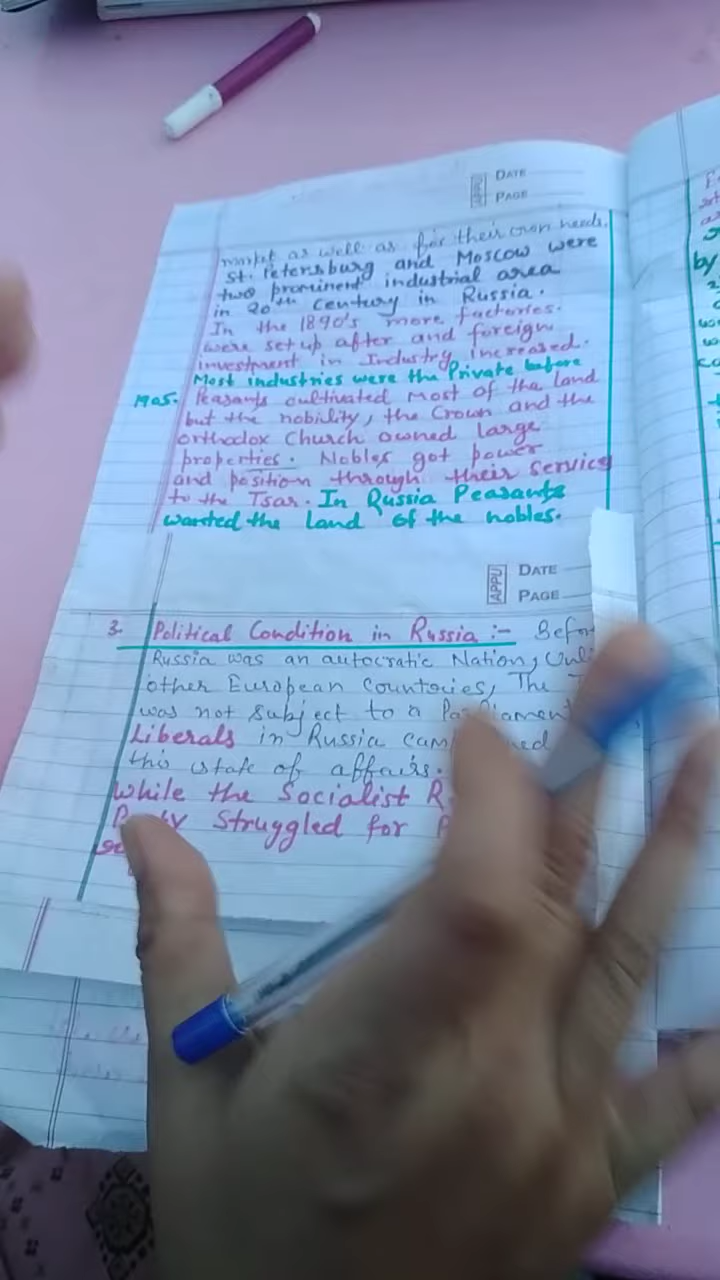 DATE
PAGE
APPU
market as well as for their own needs.
St. Petersburg and Moscow were
two prominent industrial area
in 20th century in Russia.
In the 1890's more factories.
were set up after and foreign
investment in Industry increased.
Most industries were the Private before
1905. Peasants cultivated most of the land
but the nobility, the Crown and the
orthodox Church owned large
properties. Nobles got power
and position through their service
to the Tsar. In Russia Peasants
wanted the land of the nobles.
APPU
DATE
PAGE
3. Political Condition in Russia :- Befo
Russia was an autocratic Nation,
other European Countries, The
was not subject to a
Liberals in Russia
this state of affairs.
While the Socialist R
Struggled for
by